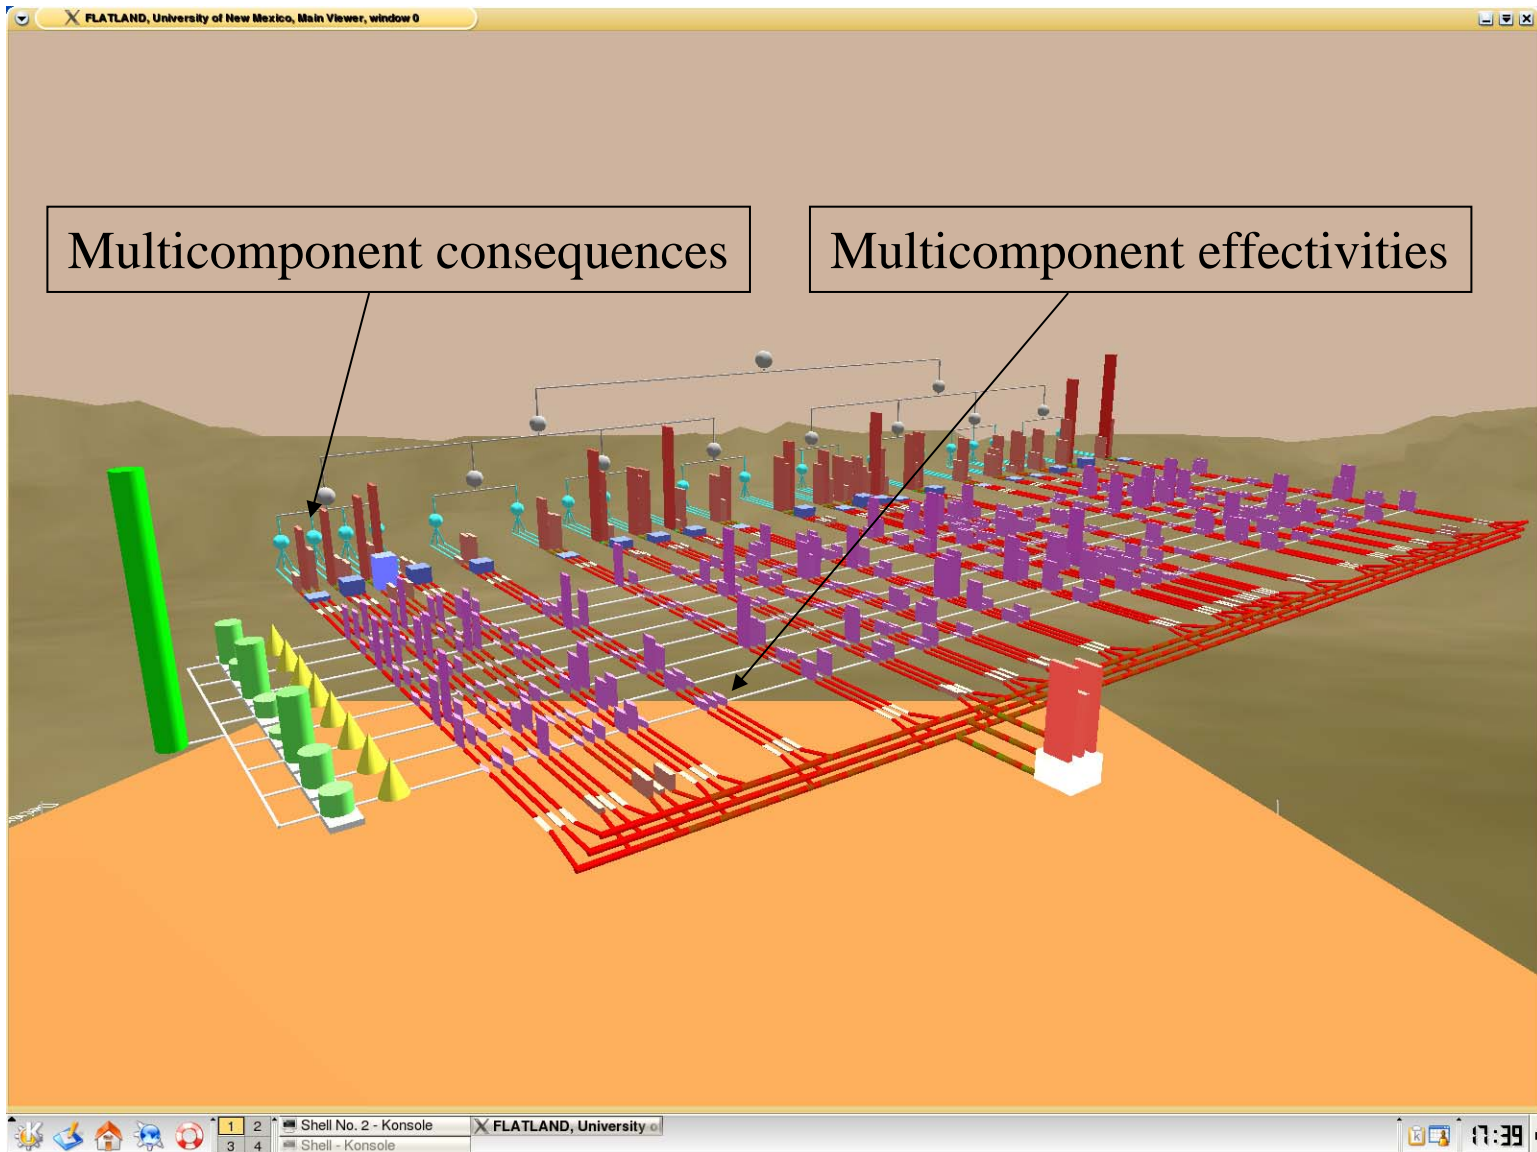 FLATLAND, University of New Mexico, Main Viewer, window 0
Multicomponent consequences
Multicomponent effectivities
1 2
Shell No. 2 - Konsole
FLATLAND, University o
17:39
3 4
Shell - Konsole